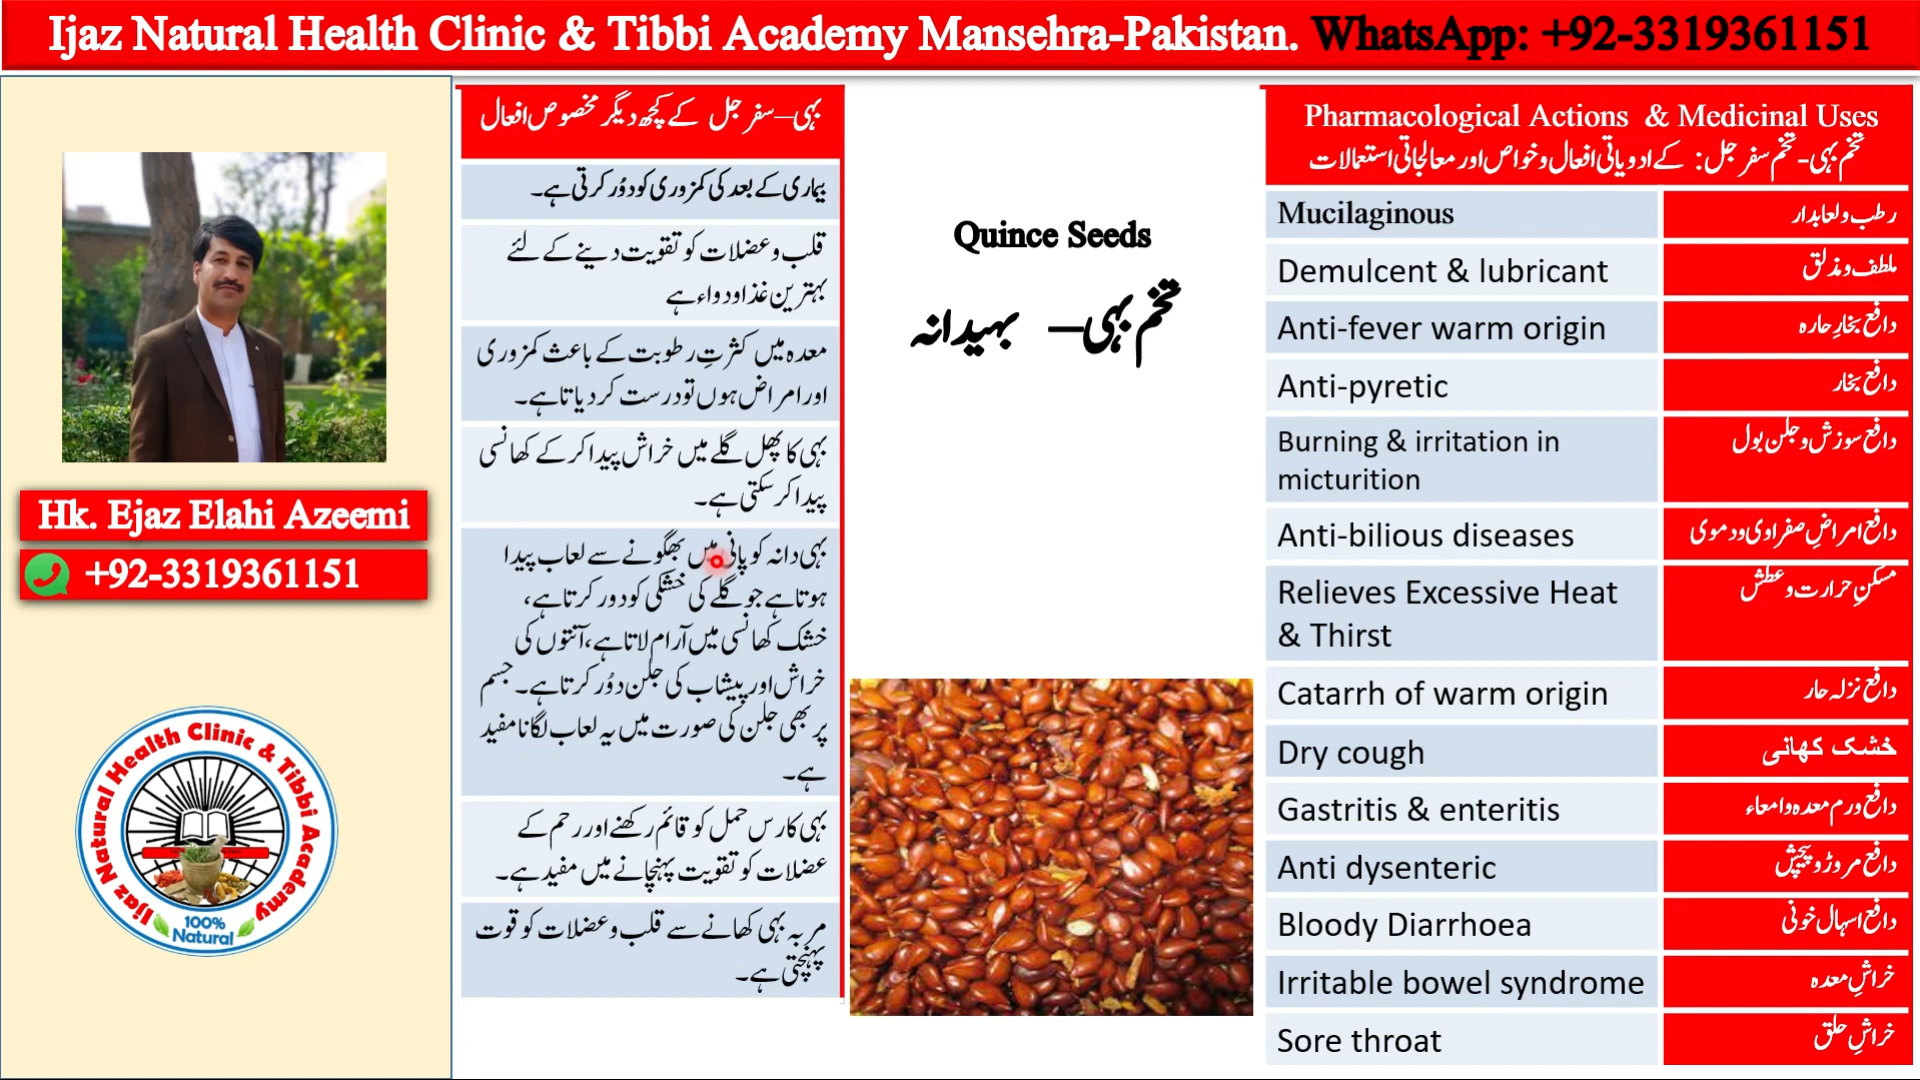 Ijaz Natural Health Clinic & Tibbi Academy Mansehra-Pakistan. WhatsApp: +92-3319361151
Hk. Ejaz Elahi Azeemi
+92-3319361151
Ijaz Natural Health Clinic & Tibbi Academy
100%
Natural
بہی–سفرجل کے کچھ دیگر مخصوص افعال
بیماری کے بعد کی کمزوری کو دُور کرتی ہے۔
قلب و عضلات کو تقویت دینے کے لئے
بہترین غذا و دواء ہے
معدہ میں کثرتِ رطوبت کے باعث کمزوری
اور امراض ہوں تو درست کر دیا تا ہے۔
بہی کا پھل گلے میں خراش پیدا کر کے کھانسی
پیدا کر سکتی ہے۔
بہی دانہ کو پانی میں بھگونے سے لعاب پیدا
ہوتا ہے جو گلے کی خشکی کو دور کرتا ہے،
خشک کھانسی میں آرام لاتا ہے، آنتوں کی
خراش اور پیشاب کی جلن دُور کرتا ہے۔ جسم
پر بھی جلن کی صورت میں یہ لعاب لگانا مفید
ہے۔
بہی کا رس حمل کو قائم رکھنے اور رحم کے
عضلات کو تقویت پہنچانے میں مفید ہے۔
مربہ بہی کھانے سے قلب و عضلات کو قوت
پہنچتی ہے۔
Quince Seeds
تخم بہی– بہیدانہ
Pharmacological Actions & Medicinal Uses
تخم بہی-تخم سفرجل: کے ادویاتی افعال و خواص اور معالجاتی استعمالات
Mucilaginous رطب و لعابدار
Demulcent & lubricant ملطف و مذلق
Anti-fever warm origin دافع بخارِ حارہ
Anti-pyretic دافع بخار
Burning & irritation in دافع سوزش و جلن بول
micturition
Anti-bilious diseases دافع امراضِ صفراوی و دموی
Relieves Excessive Heat مسکنِ حرارت و عطش
& Thirst
Catarrh of warm origin دافع نزلہ حار
Dry cough خشک کھانی
Gastritis & enteritis دافع ورم معدہ و امعاء
Anti dysenteric دافع مروڑ و پیچش
Bloody Diarrhoea دافع اسہال خونی
Irritable bowel syndrome خراشِ معدہ
Sore throat خراشِ حلق